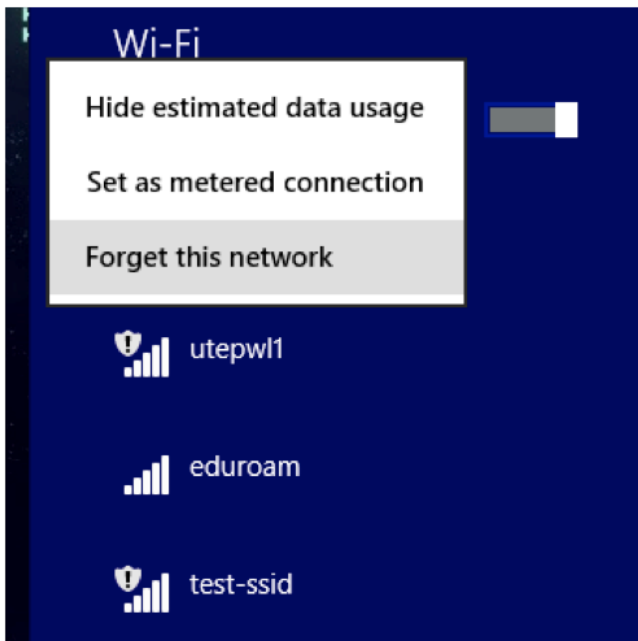 Wi-Fi
Hide estimated data usage
Set as metered connection
Forget this network
utepwl1
eduroam
test-ssid